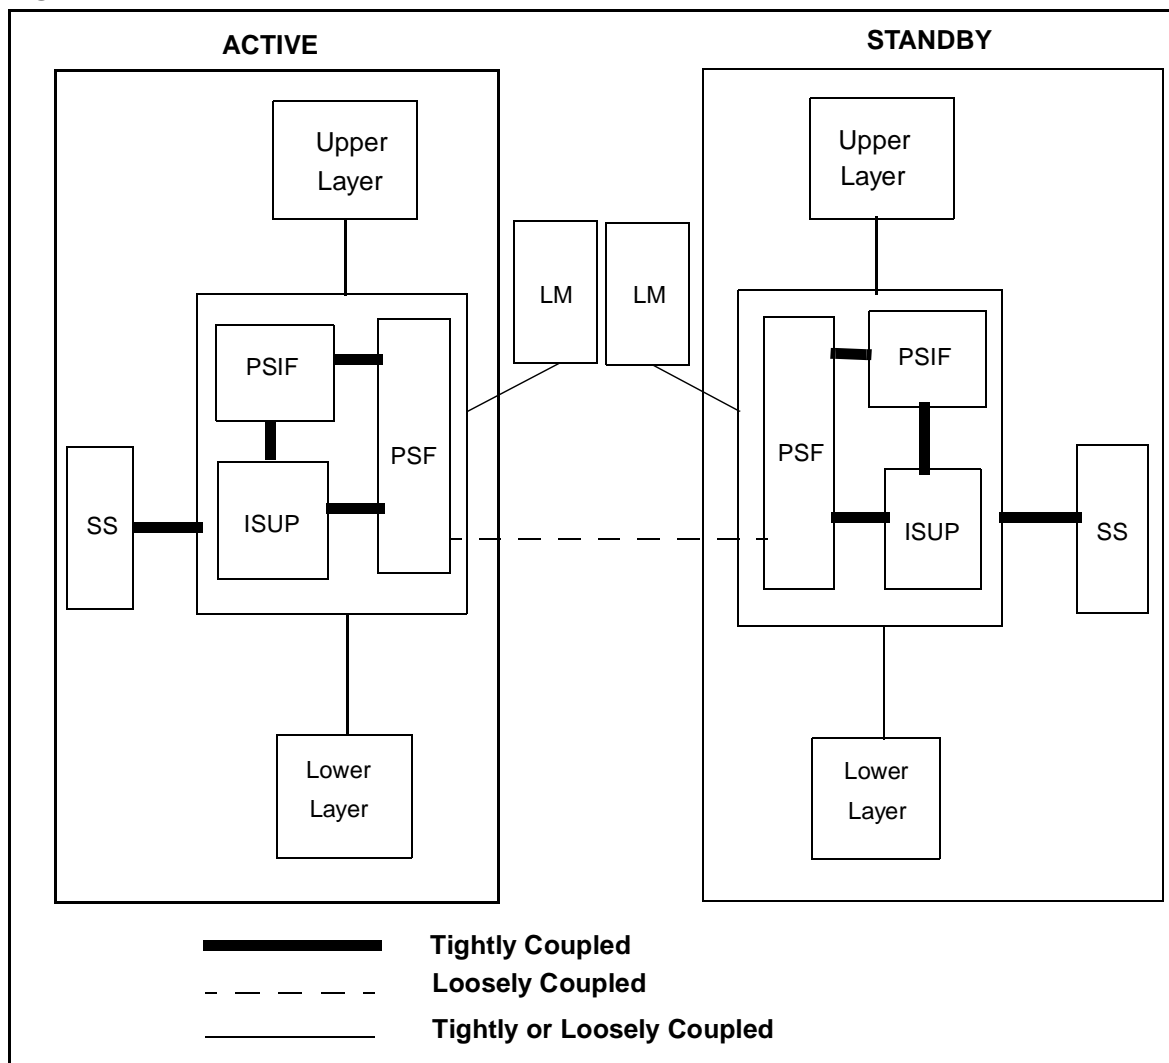 ACTIVE
STANDBY
Upper
Layer
Upper
Layer
LM
LM
PSIF
PSF
PSIF
PSF
SS
ISUP
ISUP
SS
Lower
Layer
Lower
Layer
Tightly Coupled
Loosely Coupled
Tightly or Loosely Coupled